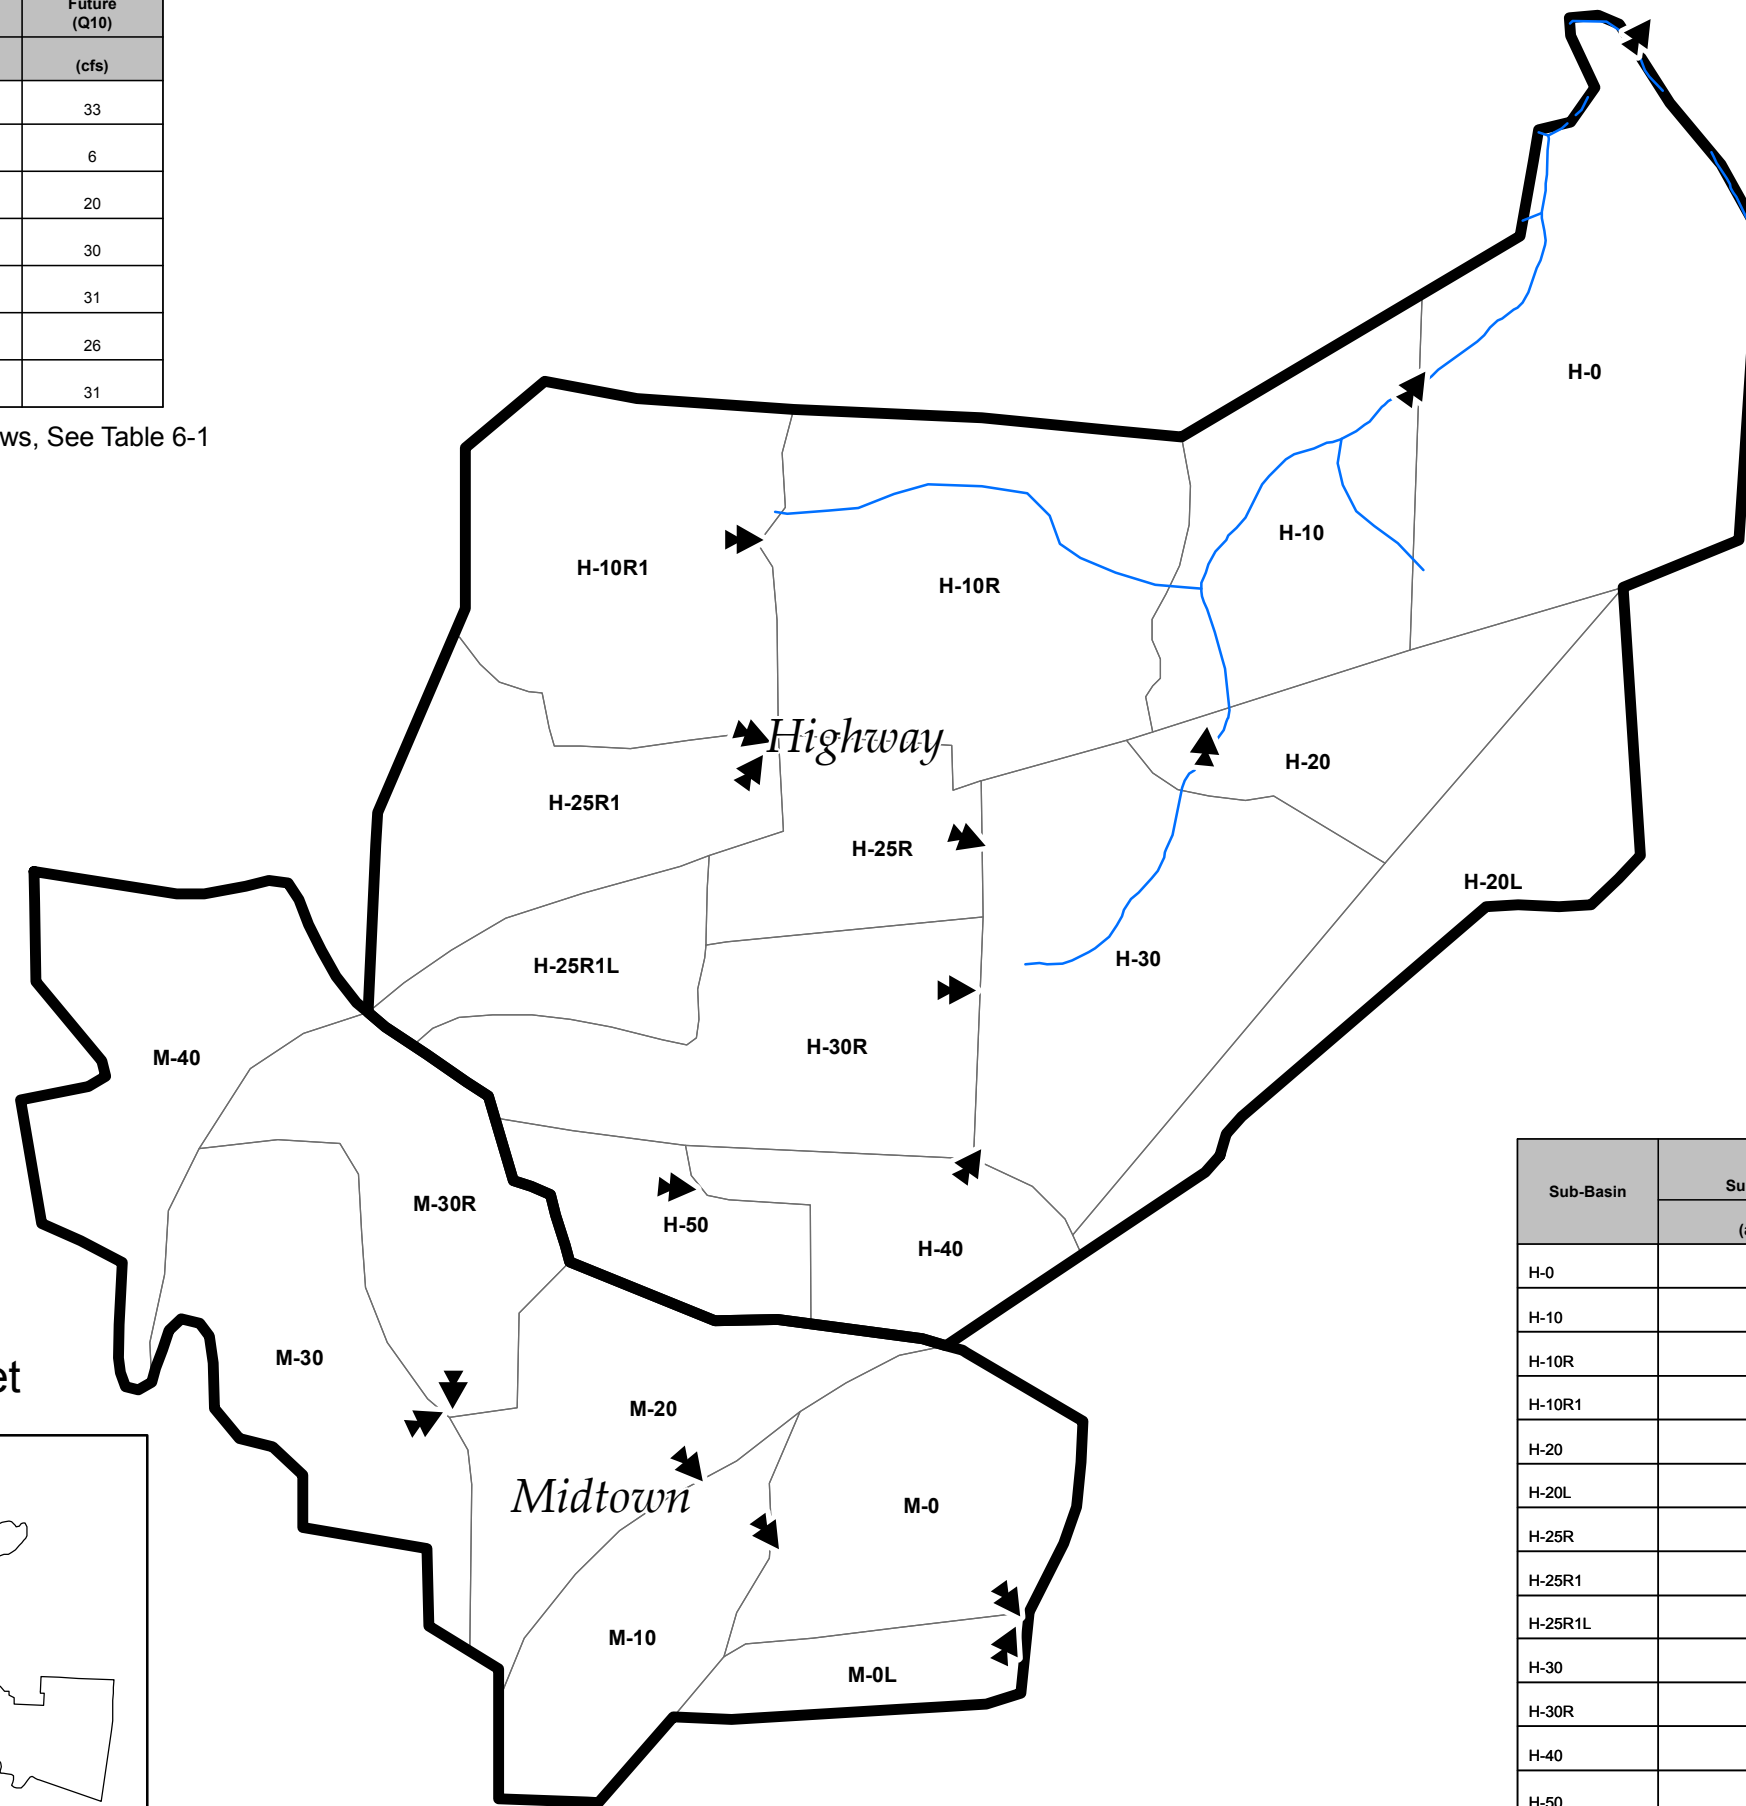 Future
(Q10)
(cfs)
33
6
20
30
31
26
31
ws, See Table 6-1
H-0
H-10
H-10R1
H-10R
Highway
H-20
H-25R1
H-25R
H-20L
H-30
H-25R1L
H-30R
M-40
M-30R
H-50
H-40
M-30
M-20
Midtown
M-0
M-10
M-0L
et
Sub-Basin
Su
(a
H-0
H-10
H-10R
H-10R1
H-20
H-20L
H-25R
H-25R1
H-25R1L
H-30
H-30R
H-40
H-50